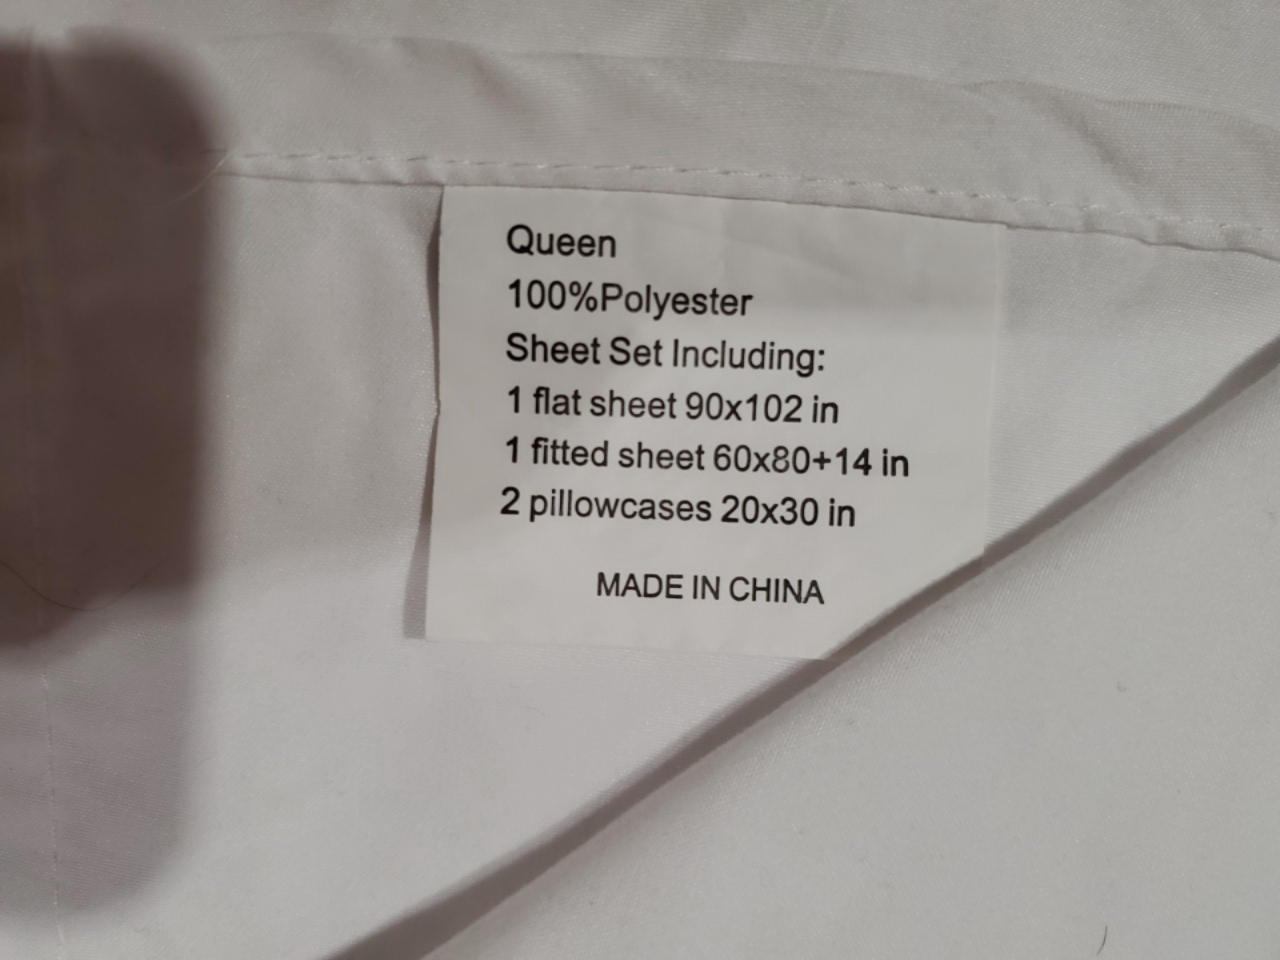 Queen
100%Polyester
Sheet Set Including:
1 flat sheet 90x102 in
1 fitted sheet 60x80+14 in
2 pillowcases 20x30 in
MADE IN CHINA